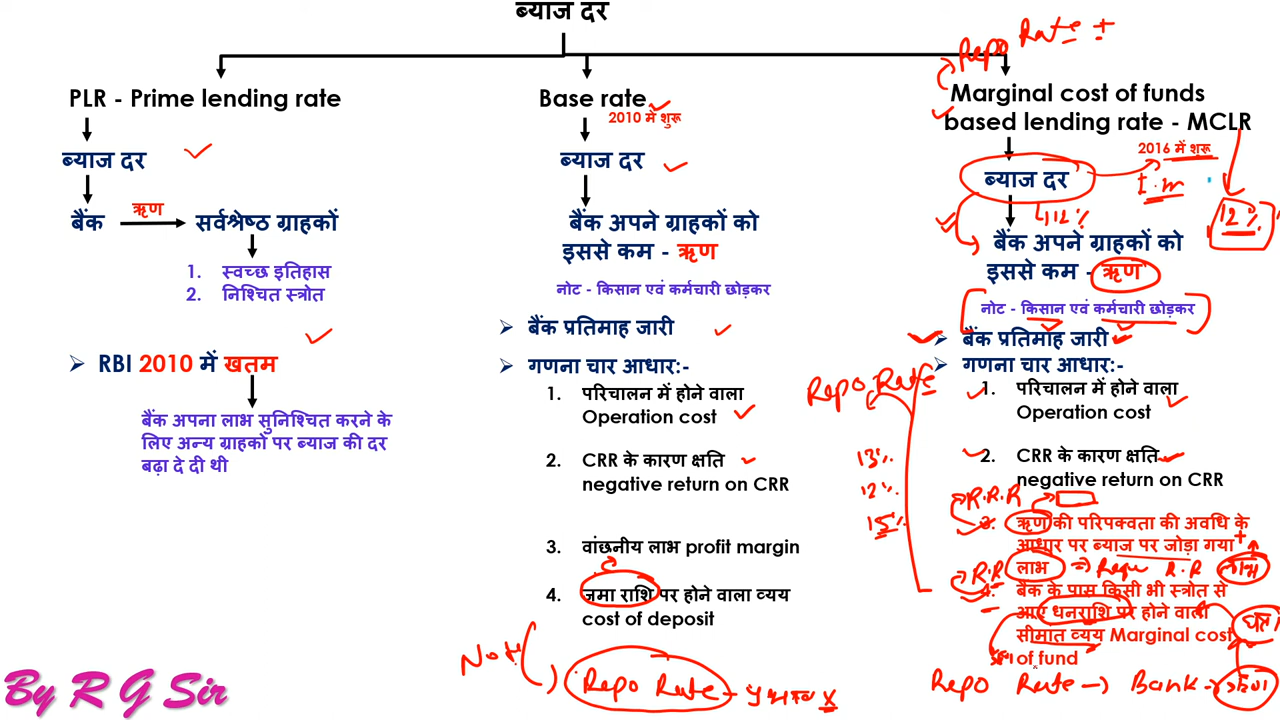 ब्याज दर
Repo Rate +
PLR - Prime lending rate
ब्याज दर
बैंक
ऋण
सर्वश्रेष्ठ ग्राहकों
1. स्वच्छ इतिहास
2. निश्चित स्त्रोत
➢ RBI 2010 में खतम
बैंक अपना लाभ सुनिश्चित करने के
लिए अन्य ग्राहकों पर ब्याज की दर
बढ़ा दे दी थी
By R G Sir
Base rate
2010 में शुरू
ब्याज दर
बैंक अपने ग्राहकों को
इससे कम - ऋण
नोट - किसान एवं कर्मचारी छोड़कर
➢ बैंक प्रतिमाह जारी
➢ गणना चार आधार:-
1. परिचालन में होने वाला
Operation cost
2. CRR के कारण क्षति
negative return on CRR
3. वांछनीय लाभ profit margin
4. जमा राशि पर होने वाला व्यय
cost of deposit
Note
Repo Rate - x
Marginal cost of funds
based lending rate - MCLR
2016 में शुरू
ब्याज दर
I.m
12%
12%
बैंक अपने ग्राहकों को
इससे कम - ऋण
नोट - किसान एवं कर्मचारी छोड़कर
➢ बैंक प्रतिमाह जारी
➢ गणना चार आधार:-
Repo Rate
1. परिचालन में होने वाला
Operation cost
13%
12%
15%
2. CRR के कारण क्षति
negative return on CRR
R.R.R
3. ऋण की परिपक्वता की अवधि के
आधार पर ब्याज पर जोड़ा गया
+
लाभ
R.R
R.R
4. बैंक के पास किसी भी स्त्रोत से
आए धनराशि पर होने वाला
सीमात व्यय Marginal cost
of fund
Repo Rate → Bank →